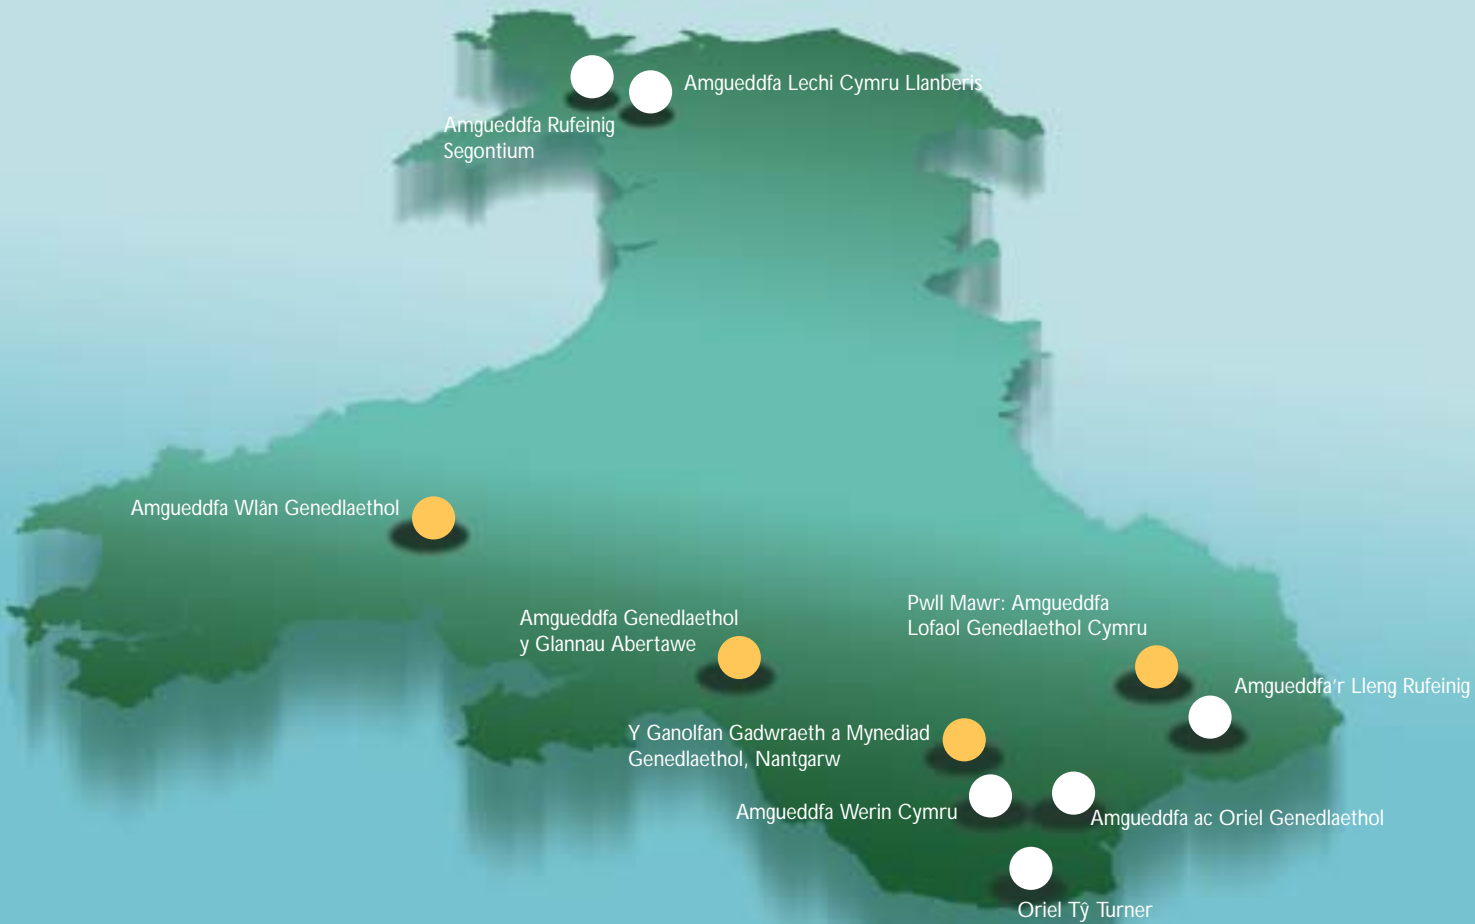 Amgueddfa Lechi Cymru Llanberis
Amgueddfa Rufeinig
Segontium
Amgueddfa Wlân Genedlaethol
Amgueddfa Genedlaethol
y Glannau Abertawe
Pwll Mawr: Amgueddfa
Lofaol Genedlaethol Cymru
Amgueddfa'r Lleng Rufeinig
Y Ganolfan Gadwraeth a Mynediad
Genedlaethol, Nantgarw
Amgueddfa Werin Cymru
Amgueddfa ac Oriel Genedlaethol
Oriel Tŷ Turner